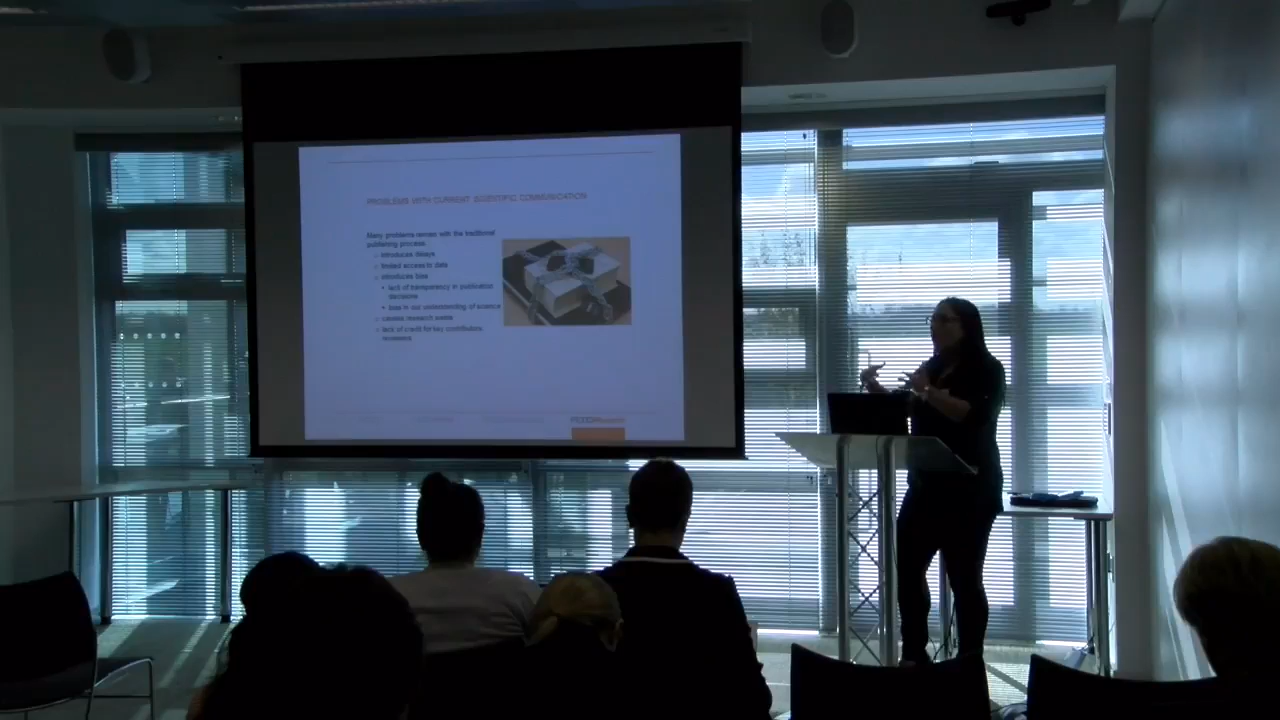 PROBLEMS WITH CURRENT SCIENTIFIC COMMUNICATION
Many problems remain with the traditional
publishing process
introduces delays
limited access to data
introduces bias
lack of transparency in publication
decisions
bias in our understanding of science
causes research waste
lack of credit for key contributors
reviewers